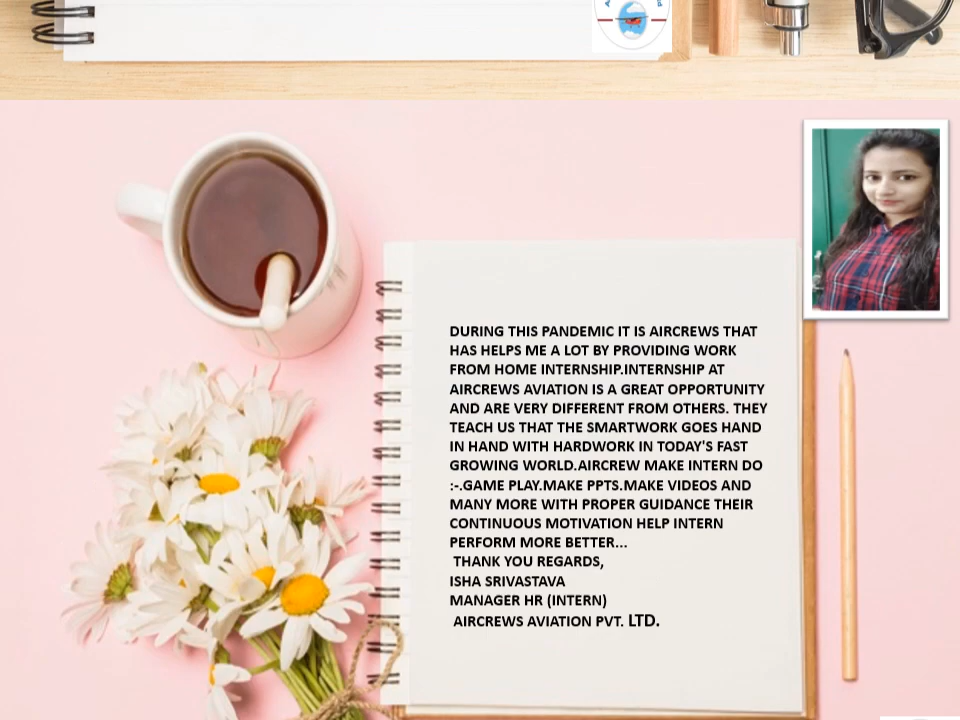 DURING THIS PANDEMIC IT IS AIRCREWS THAT
HAS HELPS ME A LOT BY PROVIDING WORK
FROM HOME INTERNSHIP.INTERNSHIP AT
AIRCREWS AVIATION IS A GREAT OPPORTUNITY
AND ARE VERY DIFFERENT FROM OTHERS. THEY
TEACH US THAT THE SMARTWORK GOES HAND
IN HAND WITH HARDWORK IN TODAY'S FAST
GROWING WORLD.AIRCREW MAKE INTERN DO
:-.GAME PLAY.MAKE PPTS.MAKE VIDEOS AND
MANY MORE WITH PROPER GUIDANCE THEIR
CONTINUOUS MOTIVATION HELP INTERN
PERFORM MORE BETTER...
THANK YOU REGARDS,
ISHA SRIVASTAVA
MANAGER HR (INTERN)
AIRCREWS AVIATION PVT. LTD.